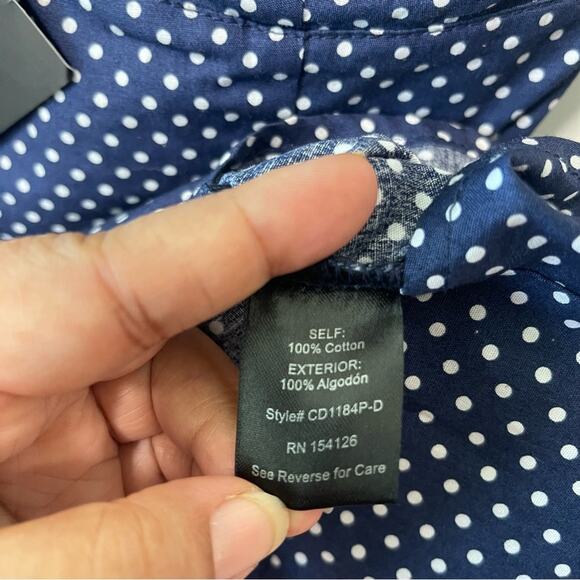 SELF:
100% Cotton
EXTERIOR:
100% Algodón
Style# CD1184P-D
RN 154126
See Reverse for Care